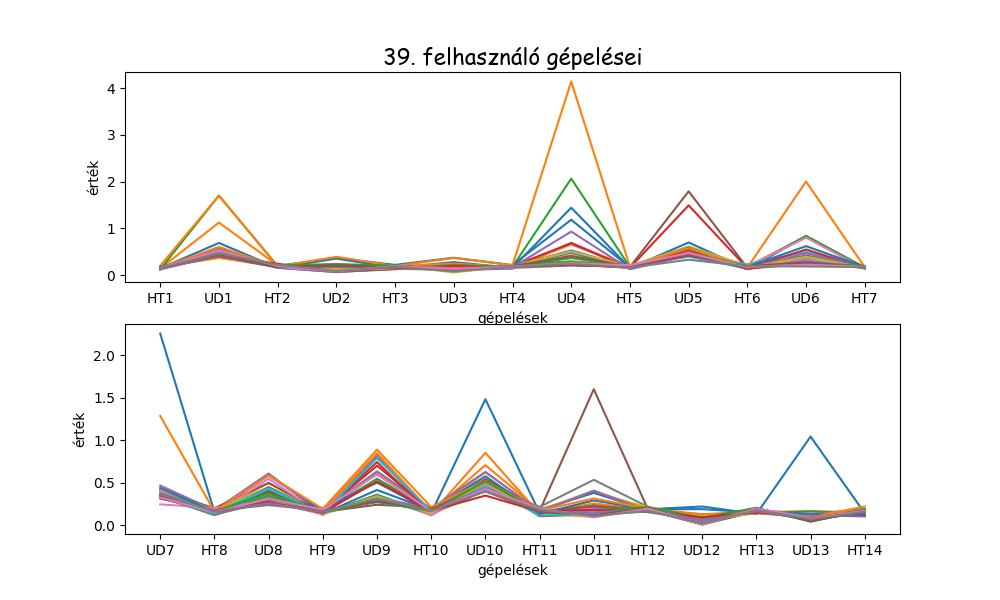 39. felhasználó gépelései
érték
4
3
2
1
0
HT1 UD1 HT2 UD2 HT3 UD3 HT4 UD4 HT5 UD5 HT6 UD6 HT7
gépelések
érték
2.0
1.5
1.0
0.5
0.0
UD7 HT8 UD8 HT9 UD9 HT10 UD10 HT11 UD11 HT12 UD12 HT13 UD13 HT14
gépelések